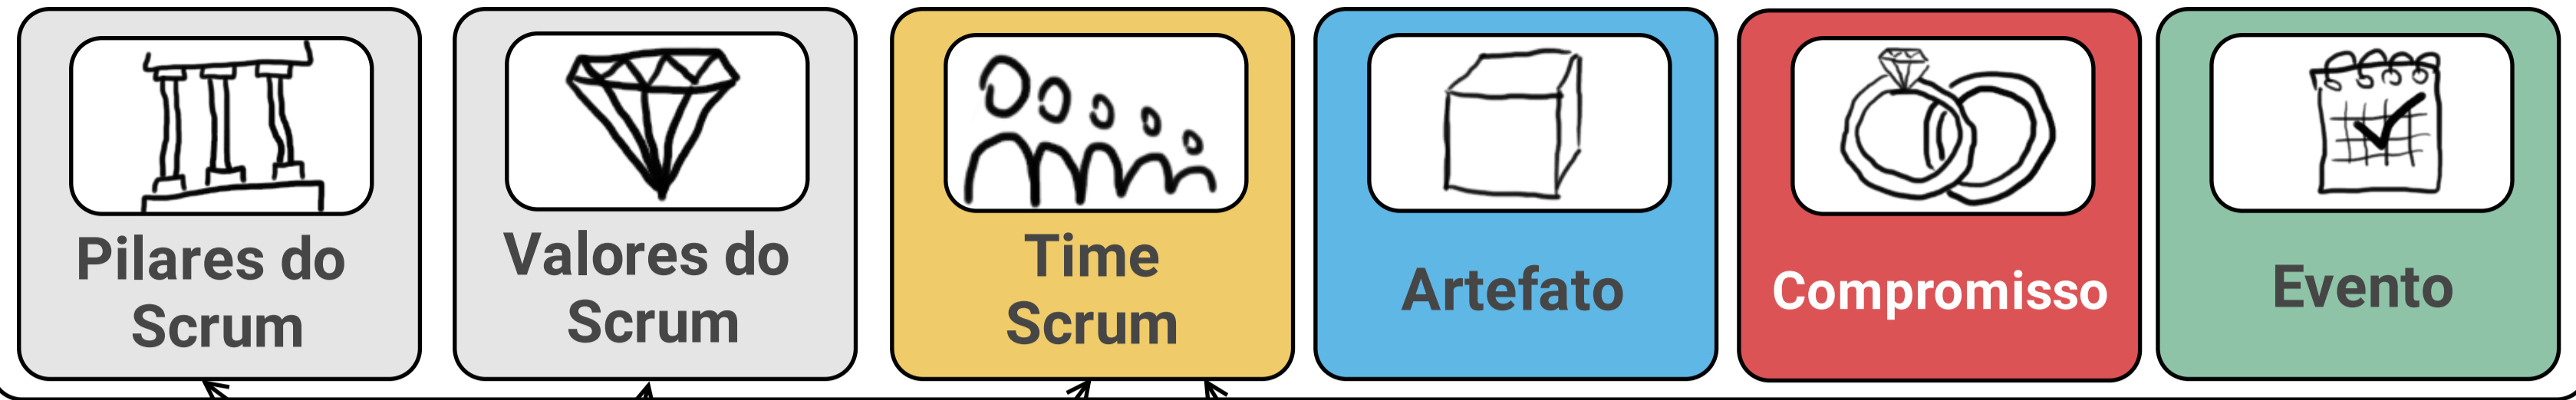 Pilares do
Scrum
Valores do
Scrum
Time
Scrum
Artefato
Compromisso
Evento